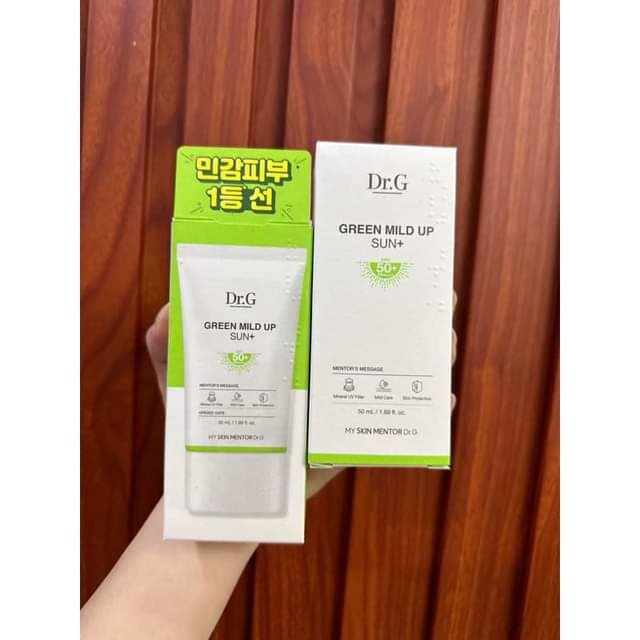 민감피부
1등 선
Dr.G
GREEN MILD UP
SUN+
50+
MENTOR'S MESSAGE
Mineral UV Filter
Mild Care
Skin Protection
OPENED DATE:
50 mL / 1.69 fl. oz.
MY SKIN MENTOR Dr.G
Dr.G
GREEN MILD UP
SUN+
SPF
50+
MENTOR'S MESSAGE
Mineral UV Filter
Mild Care
Skin Protection
50 mL / 1.69 fl. oz.
MY SKIN MENTOR Dr.G